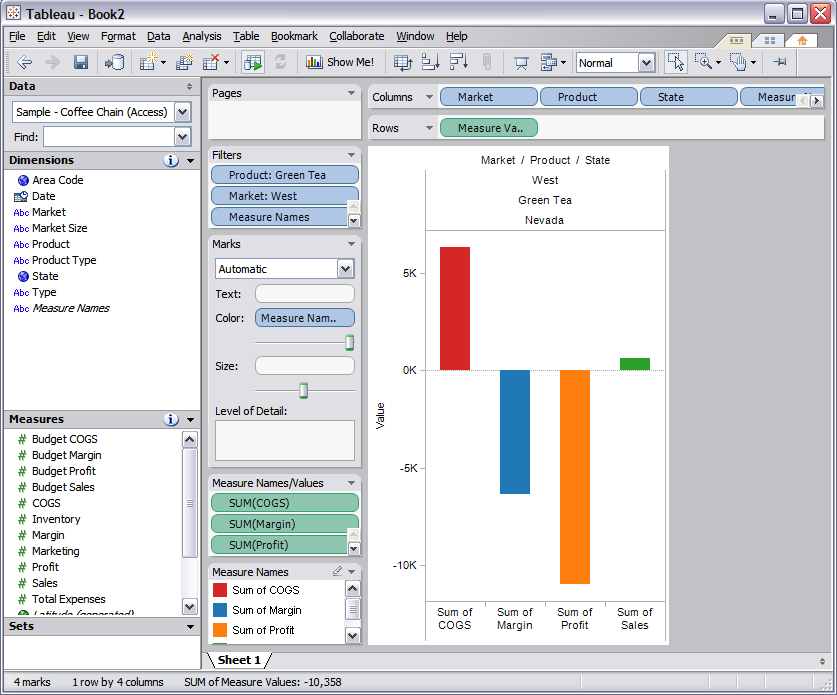 Tableau - Book2
File Edit View Format Data Analysis Table Bookmark Collaborate Window Help
Show Me! Normal
Data
Sample - Coffee Chain (Access)
Find:
Dimensions
Area Code
Date
Abc Market
Abc Market Size
Abc Product
Abc Product Type
State
Abc Type
Abc Measure Names
Measures
# Budget COGS
# Budget Margin
# Budget Profit
# Budget Sales
# COGS
# Inventory
# Margin
# Marketing
# Profit
# Sales
# Total Expenses
Latitude (generated)
Sets
Pages
Filters
Product: Green Tea
Market: West
Measure Names
Marks
Automatic
Text:
Color: Measure Nam..
Size:
Level of Detail:
Measure Names/Values
SUM(COGS)
SUM(Margin)
SUM(Profit)
Measure Names
Sum of COGS
Sum of Margin
Sum of Profit
Columns Market Product State Measur
Rows Measure Va..
Market / Product / State
West
Green Tea
Nevada
5K
0K
-5K
-10K
Value
Sum of COGS
Sum of Margin
Sum of Profit
Sum of Sales
Sheet 1
4 marks 1 row by 4 columns SUM of Measure Values: -10,358